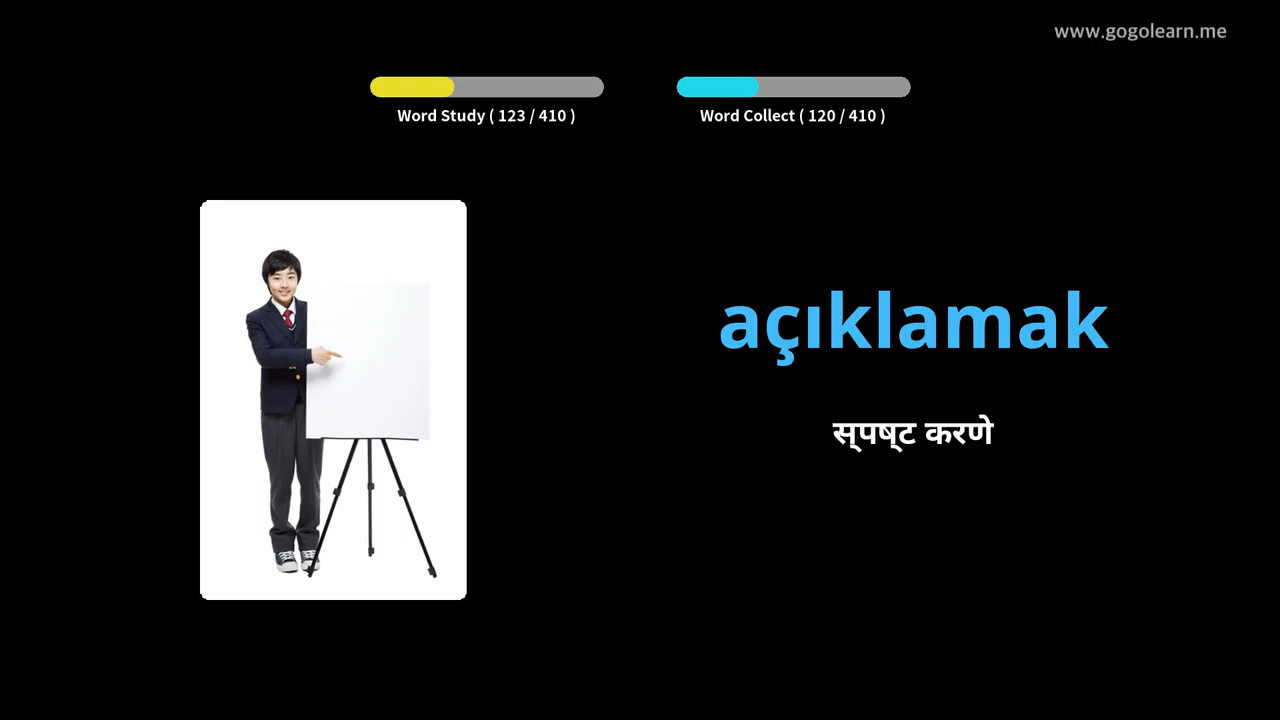 www.gogolearn.me
Word Study ( 123 / 410 )
Word Collect ( 120 / 410 )
açıklamak
स्पष्ट करणे